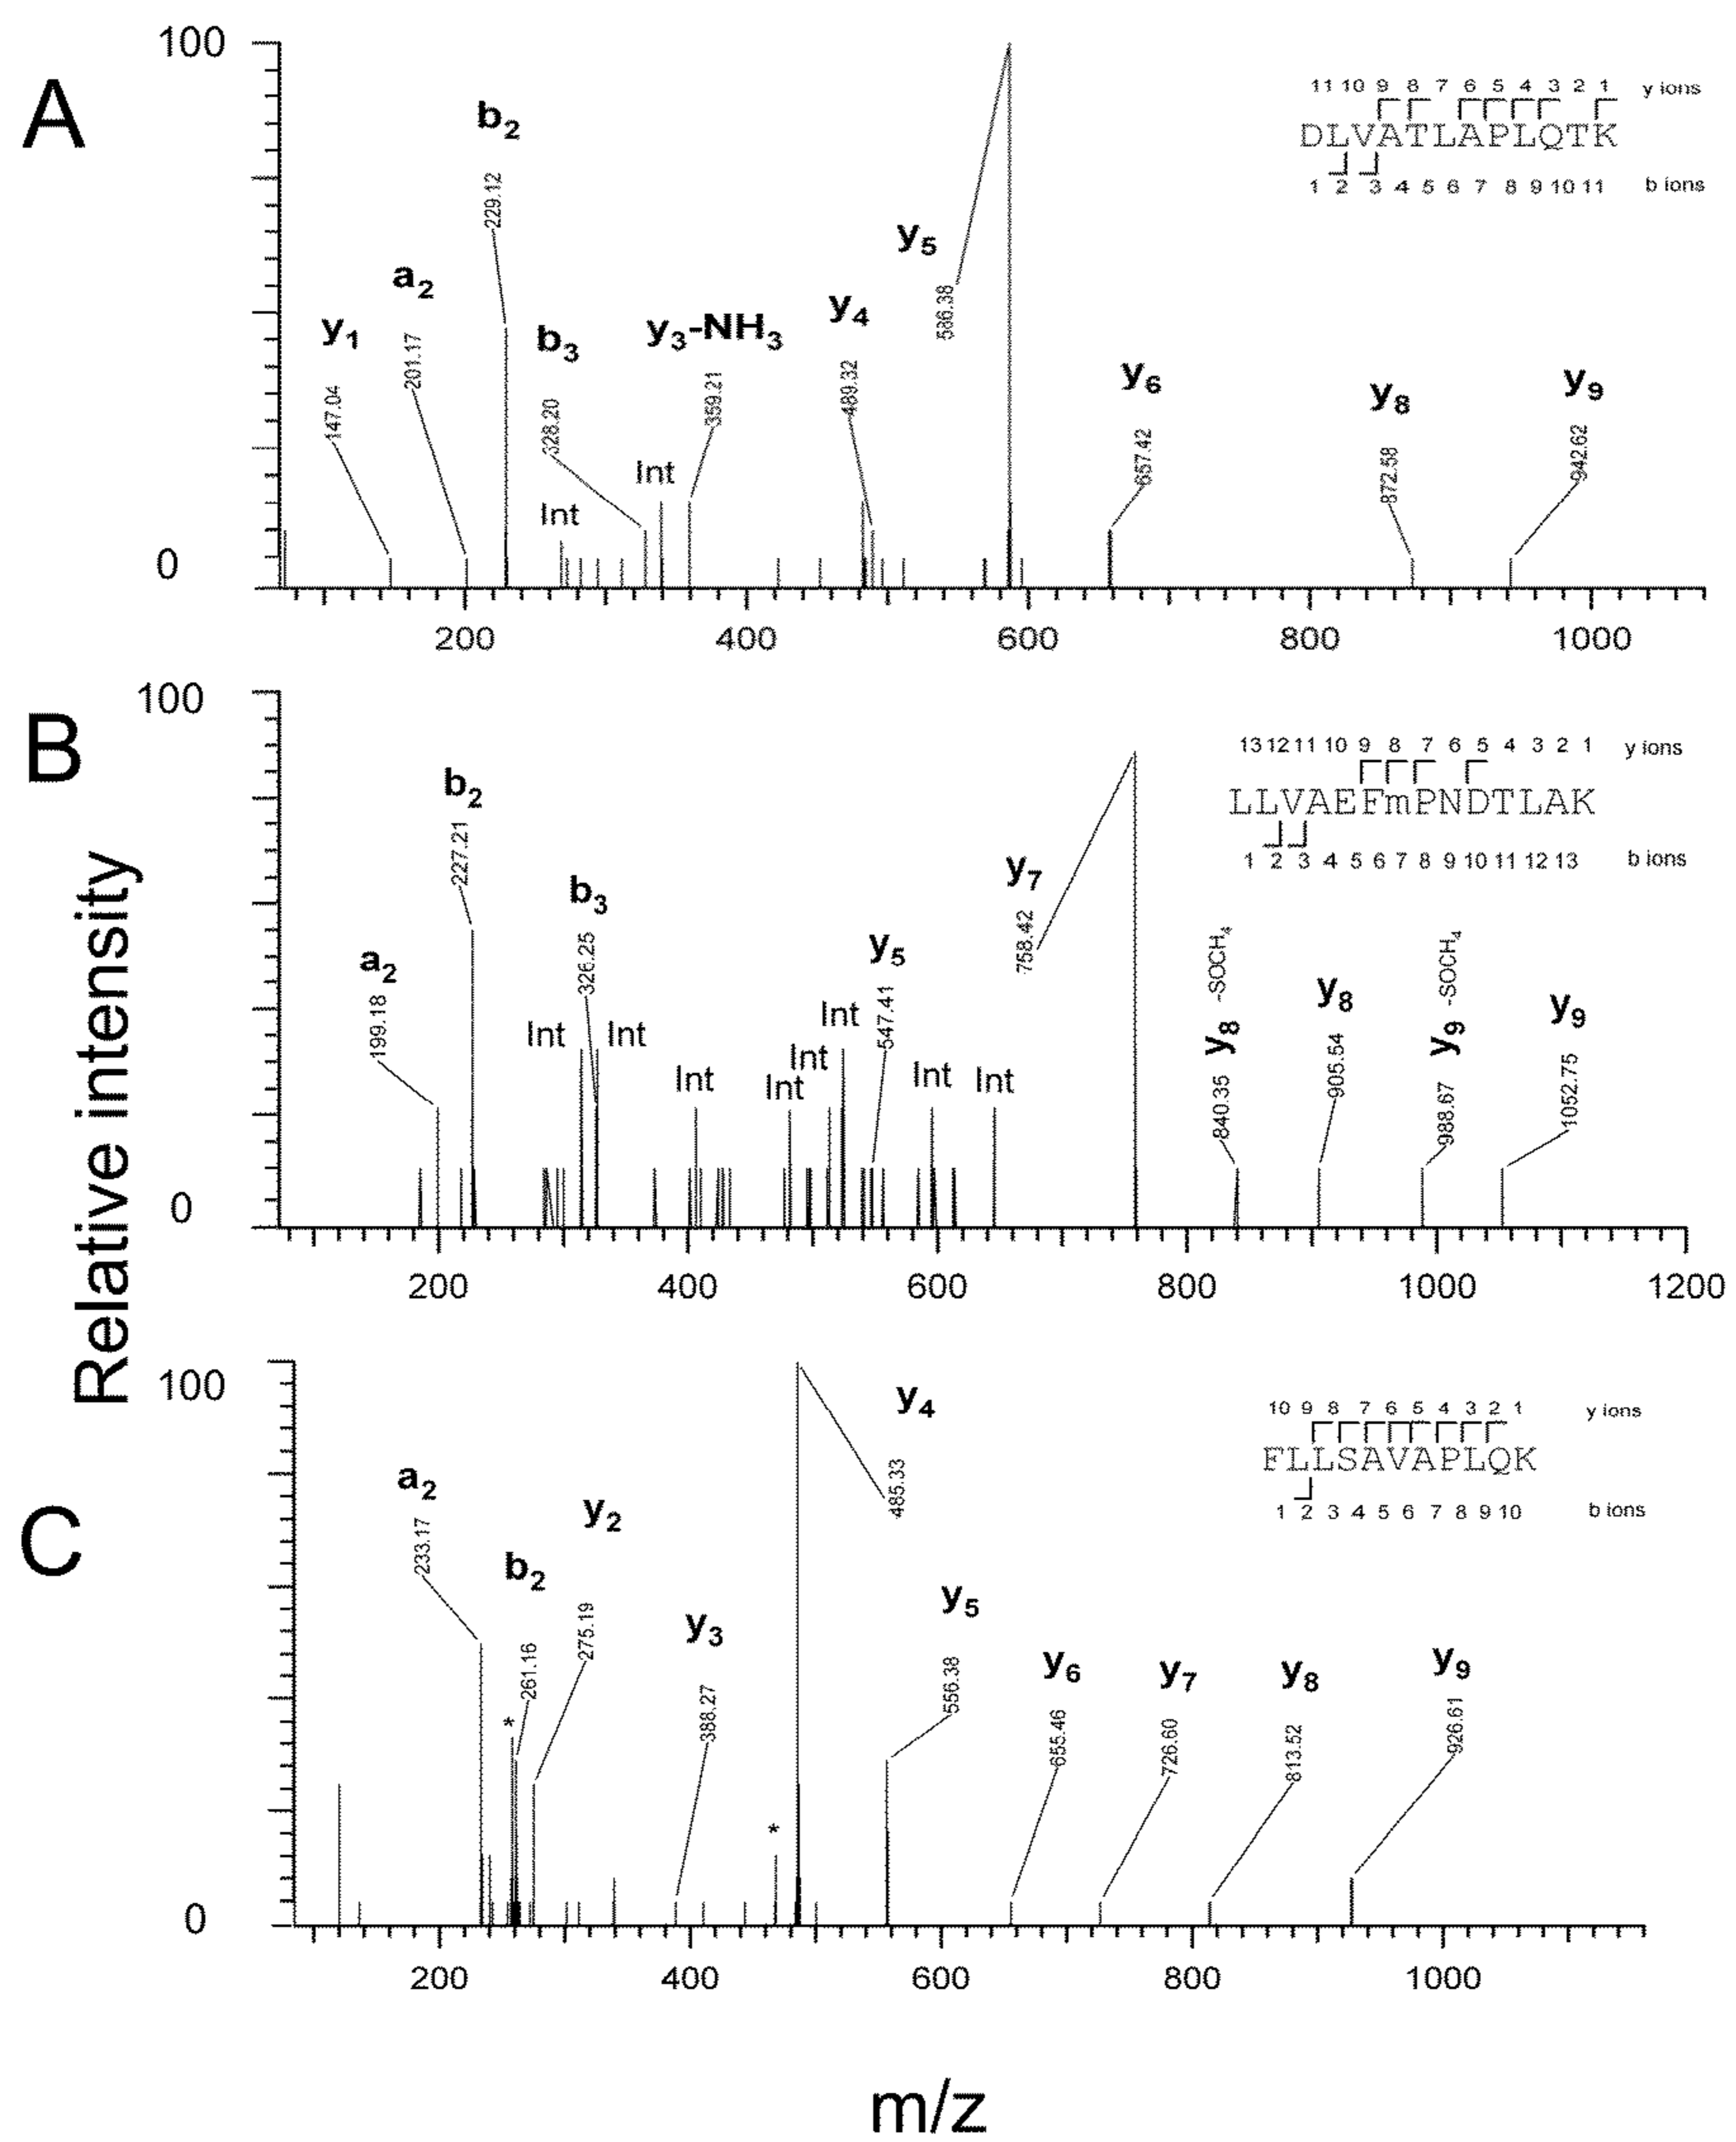 Relative intensity
A
100
0
y1
147.04
a2
201.17
b2
229.12
Int
b3
328.20
Int
y3-NH3
359.21
y4
489.32
y5
586.38
y6
657.42
y8
872.58
y9
942.62
11 10 9 8 7 6 5 4 3 2 1 y ions
DLVATLAPLQTK
1 2 3 4 5 6 7 8 9 10 11 b ions
200 400 600 800 1000
B
100
0
a2
199.18
b2
227.21
Int
b3
326.25
Int
Int
Int
Int
Int
y5
547.41
Int
Int
y7
758.42
y8 -SOCH4
840.35
y8
905.54
y9 -SOCH4
988.67
y9
1052.75
13 12 11 10 9 8 7 6 5 4 3 2 1 y ions
LLVAEFmPNDTLAK
1 2 3 4 5 6 7 8 9 10 11 12 13 b ions
200 400 600 800 1000 1200
C
100
0
a2
233.17
*
b2
261.16
y2
275.19
y3
388.27
*
y4
485.33
y5
556.38
y6
655.46
y7
726.60
y8
813.52
y9
926.61
10 9 8 7 6 5 4 3 2 1 y ions
FLLSAVAPLQK
1 2 3 4 5 6 7 8 9 10 b ions
200 400 600 800 1000
m/z